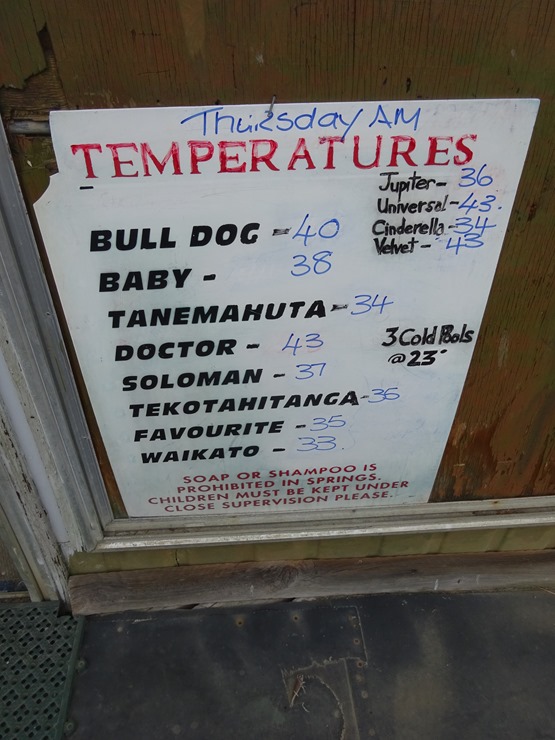 Thursday AM
TEMPERATURES
Jupiter- 36
Universal-43.
Cinderella-34
Velvet- 43
BULL DOG -40
BABY - 38
TANEMAHUTA-34
DOCTOR - 43
SOLOMAN - 37
TEKOTAHITANGA-36
FAVOURITE -35
WAIKATO - 33.
3 Cold Pools
@ 23°
SOAP OR SHAMPOO IS
PROHIBITED IN SPRINGS.
CHILDREN MUST BE KEPT UNDER
CLOSE SUPERVISION PLEASE.